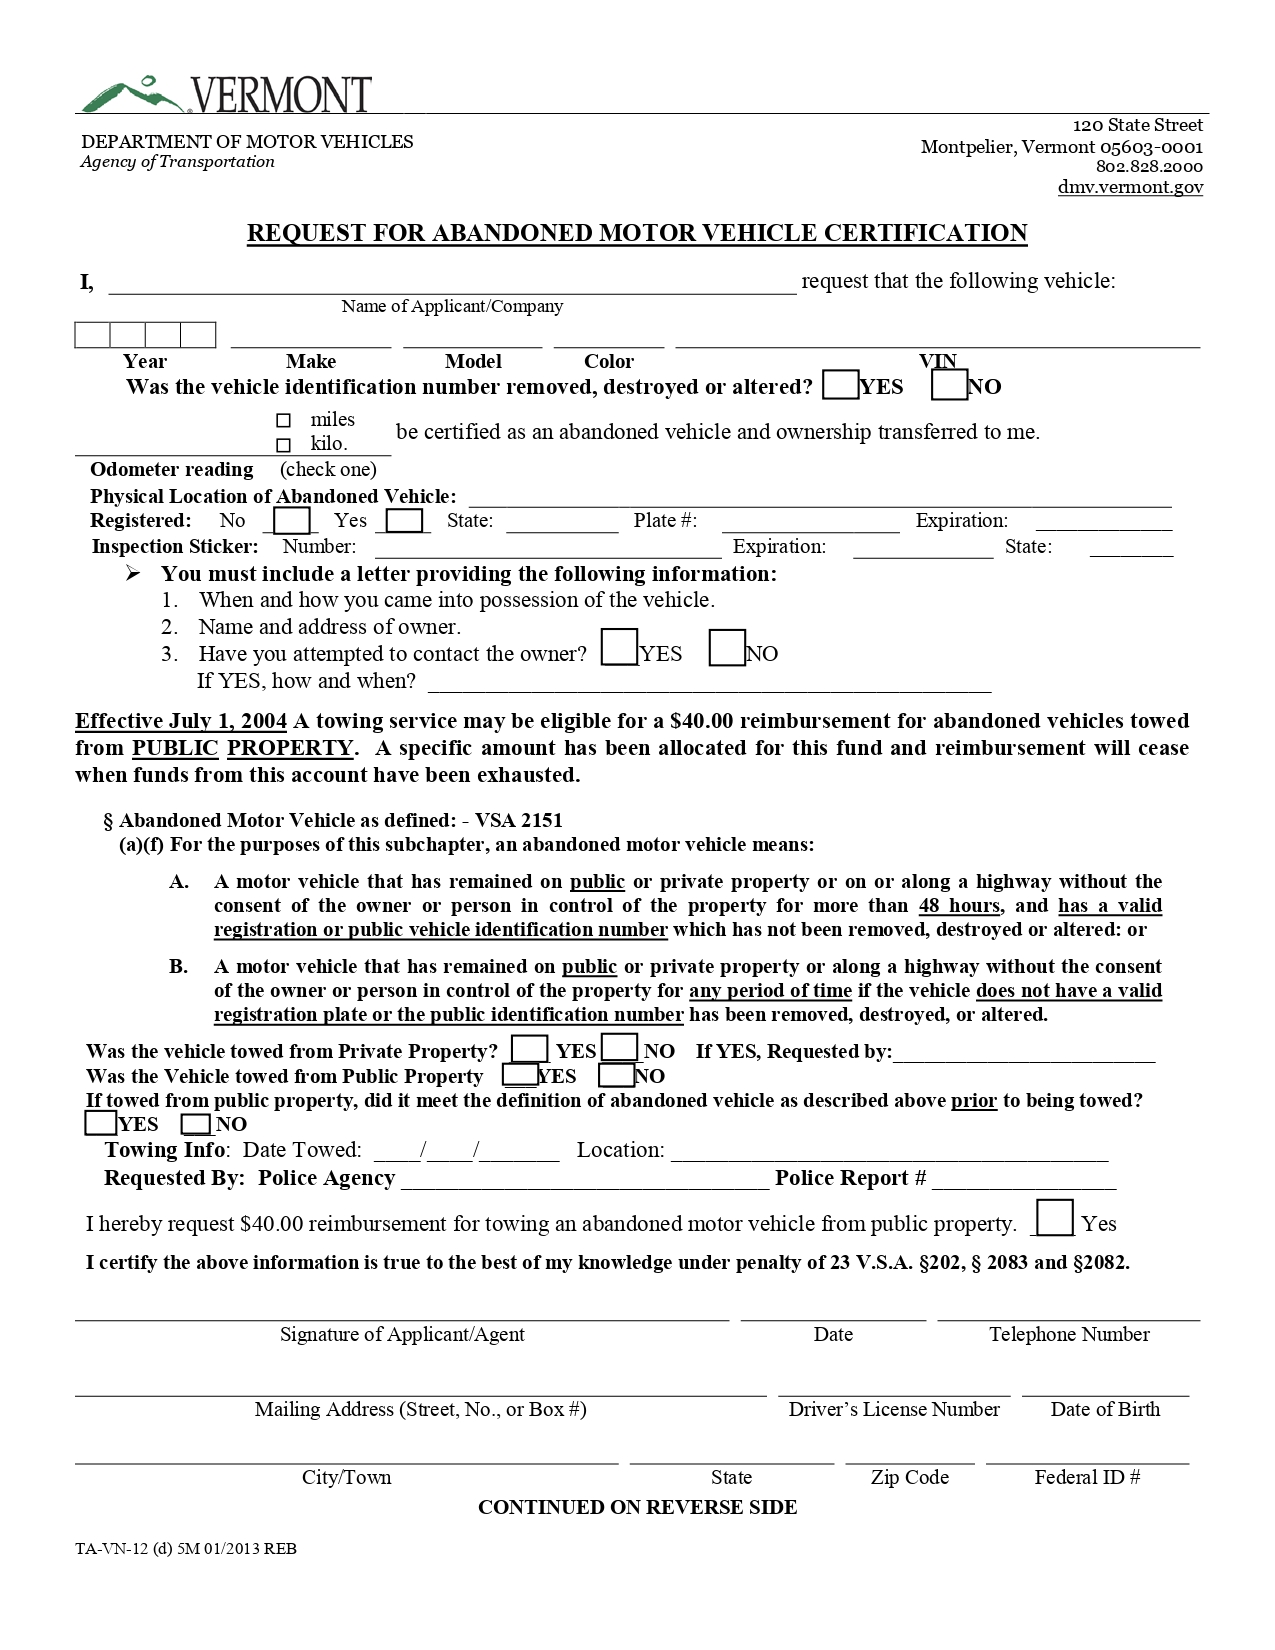 VERMONT
DEPARTMENT OF MOTOR VEHICLES
Agency of Transportation
120 State Street
Montpelier, Vermont 05603-0001
802.828.2000
dmv.vermont.gov
REQUEST FOR ABANDONED MOTOR VEHICLE CERTIFICATION
I, ____ request that the following vehicle:
Name of Applicant/Company
Year Make Model Color VIN
Was the vehicle identification number removed, destroyed or altered? ☐ YES ☐ NO
☐ miles
☐ kilo. be certified as an abandoned vehicle and ownership transferred to me.
Odometer reading (check one)
Physical Location of Abandoned Vehicle: ____
Registered: No ☐ Yes ☐ State: ____ Plate #: ____ Expiration: ____
Inspection Sticker: Number: ____ Expiration: ____ State: ____
➢ You must include a letter providing the following information:
1. When and how you came into possession of the vehicle.
2. Name and address of owner.
3. Have you attempted to contact the owner? ☐ YES ☐ NO
If YES, how and when? ____
Effective July 1, 2004 A towing service may be eligible for a $40.00 reimbursement for abandoned vehicles towed
from PUBLIC PROPERTY. A specific amount has been allocated for this fund and reimbursement will cease
when funds from this account have been exhausted.
§ Abandoned Motor Vehicle as defined: - VSA 2151
(a)(f) For the purposes of this subchapter, an abandoned motor vehicle means:
A. A motor vehicle that has remained on public or private property or on or along a highway without the
consent of the owner or person in control of the property for more than 48 hours, and has a valid
registration or public vehicle identification number which has not been removed, destroyed or altered: or
B. A motor vehicle that has remained on public or private property or along a highway without the consent
of the owner or person in control of the property for any period of time if the vehicle does not have a valid
registration plate or the public identification number has been removed, destroyed, or altered.
Was the vehicle towed from Private Property? ☐ YES ☐ NO If YES, Requested by:____
Was the Vehicle towed from Public Property ☐ YES ☐ NO
If towed from public property, did it meet the definition of abandoned vehicle as described above prior to being towed?
☐ YES ☐ NO
Towing Info: Date Towed: ____/____/____ Location: ____
Requested By: Police Agency ____ Police Report # ____
I hereby request $40.00 reimbursement for towing an abandoned motor vehicle from public property. ☐ Yes
I certify the above information is true to the best of my knowledge under penalty of 23 V.S.A. §202, § 2083 and §2082.
Signature of Applicant/Agent Date Telephone Number
Mailing Address (Street, No., or Box #) Driver's License Number Date of Birth
City/Town State Zip Code Federal ID #
CONTINUED ON REVERSE SIDE
TA-VN-12 (d) 5M 01/2013 REB